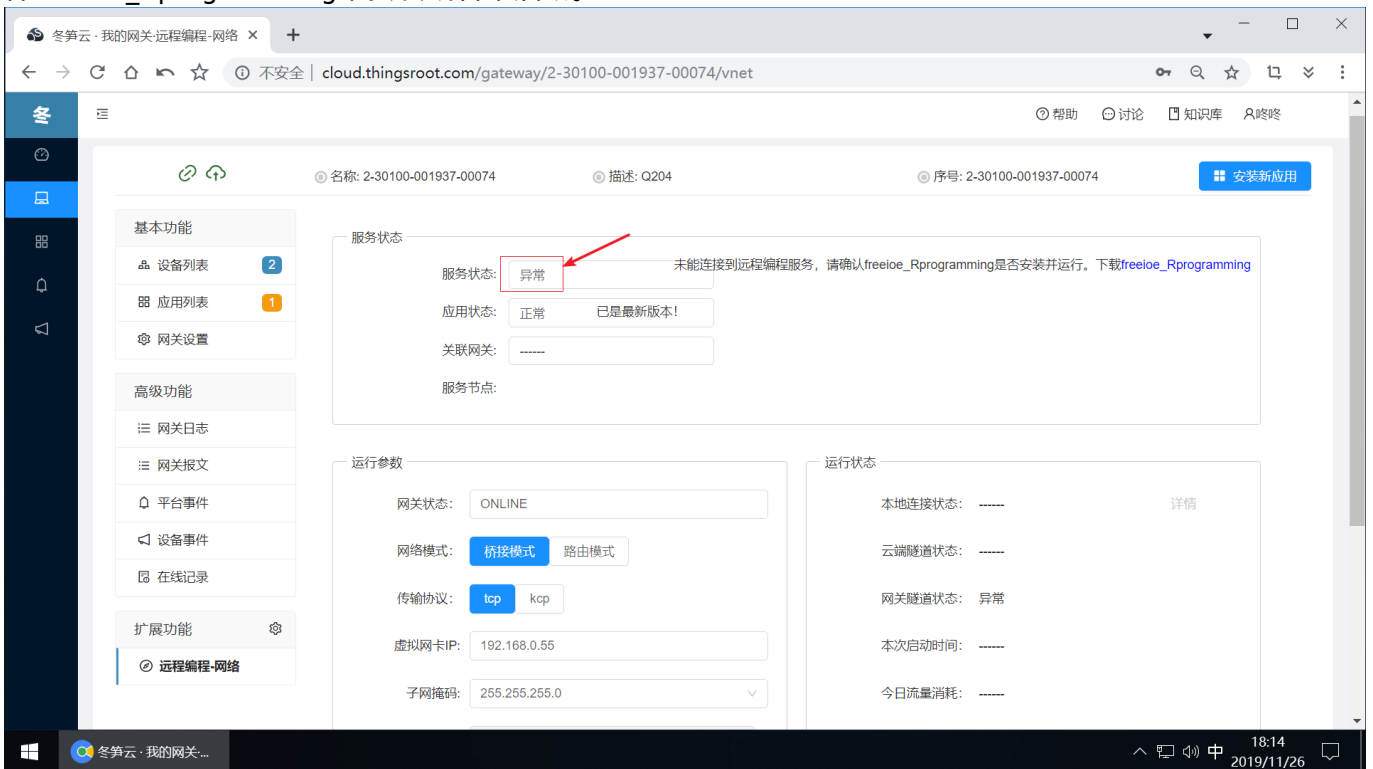 冬笋云 · 我的网关·远程编程-网络
不安全 | cloud.thingsroot.com/gateway/2-30100-001937-00074/vnet
冬
帮助 讨论 知识库 咚咚
名称: 2-30100-001937-00074 描述: Q204 序号: 2-30100-001937-00074 安装新应用
基本功能
设备列表 2
应用列表 1
网关设置
高级功能
网关日志
网关报文
平台事件
设备事件
在线记录
扩展功能
远程编程-网络
服务状态
服务状态: 异常 未能连接到远程编程服务，请确认freeioe_Rprogramming是否安装并运行。下载freeioe_Rprogramming
应用状态: 正常 已是最新版本！
关联网关: ------
服务节点:
运行参数
网关状态: ONLINE
网络模式: 桥接模式 路由模式
传输协议: tcp kcp
虚拟网卡IP: 192.168.0.55
子网掩码: 255.255.255.0
运行状态
本地连接状态: ------ 详情
云端隧道状态: ------
网关隧道状态: 异常
本次启动时间: ------
今日流量消耗: ------
冬笋云 · 我的网关·...
中
18:14
2019/11/26